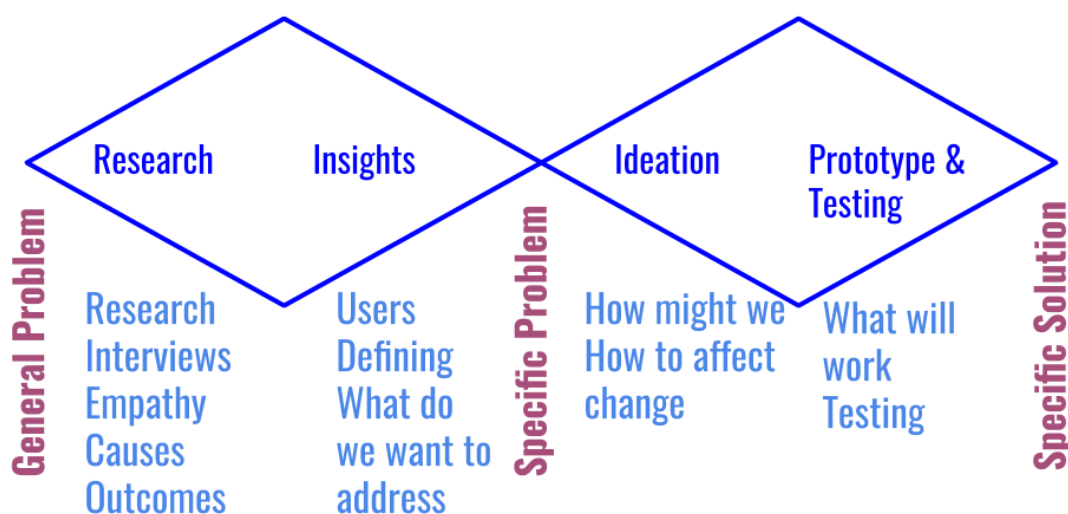 Research
Insights
Ideation
Prototype &
Testing
General Problem
Research
Interviews
Empathy
Causes
Outcomes
Users
Defining
What do
we want to
address
Specific Problem
How might we
How to affect
change
What will
work
Testing
Specific Solution